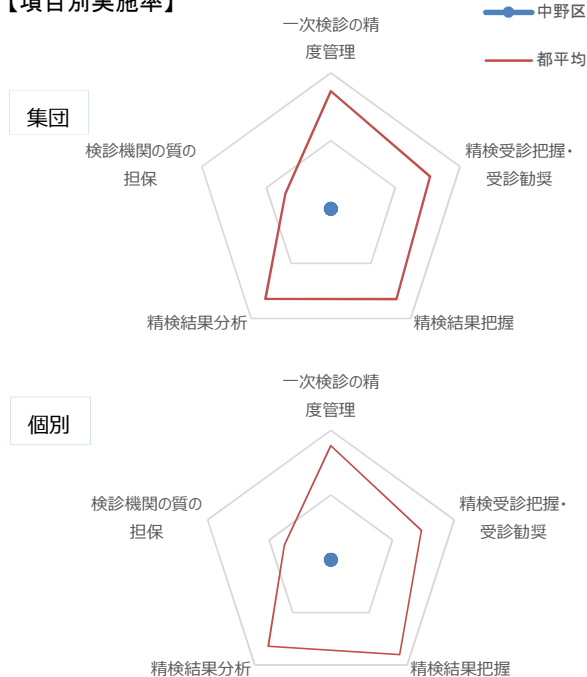 【項目別実施率】
中野区
都平均
集団
一次検診の精
度管理
検診機関の質の
担保
精検受診把握・
受診勧奨
精検結果分析
精検結果把握
個別
一次検診の精
度管理
検診機関の質の
担保
精検受診把握・
受診勧奨
精検結果分析
精検結果把握